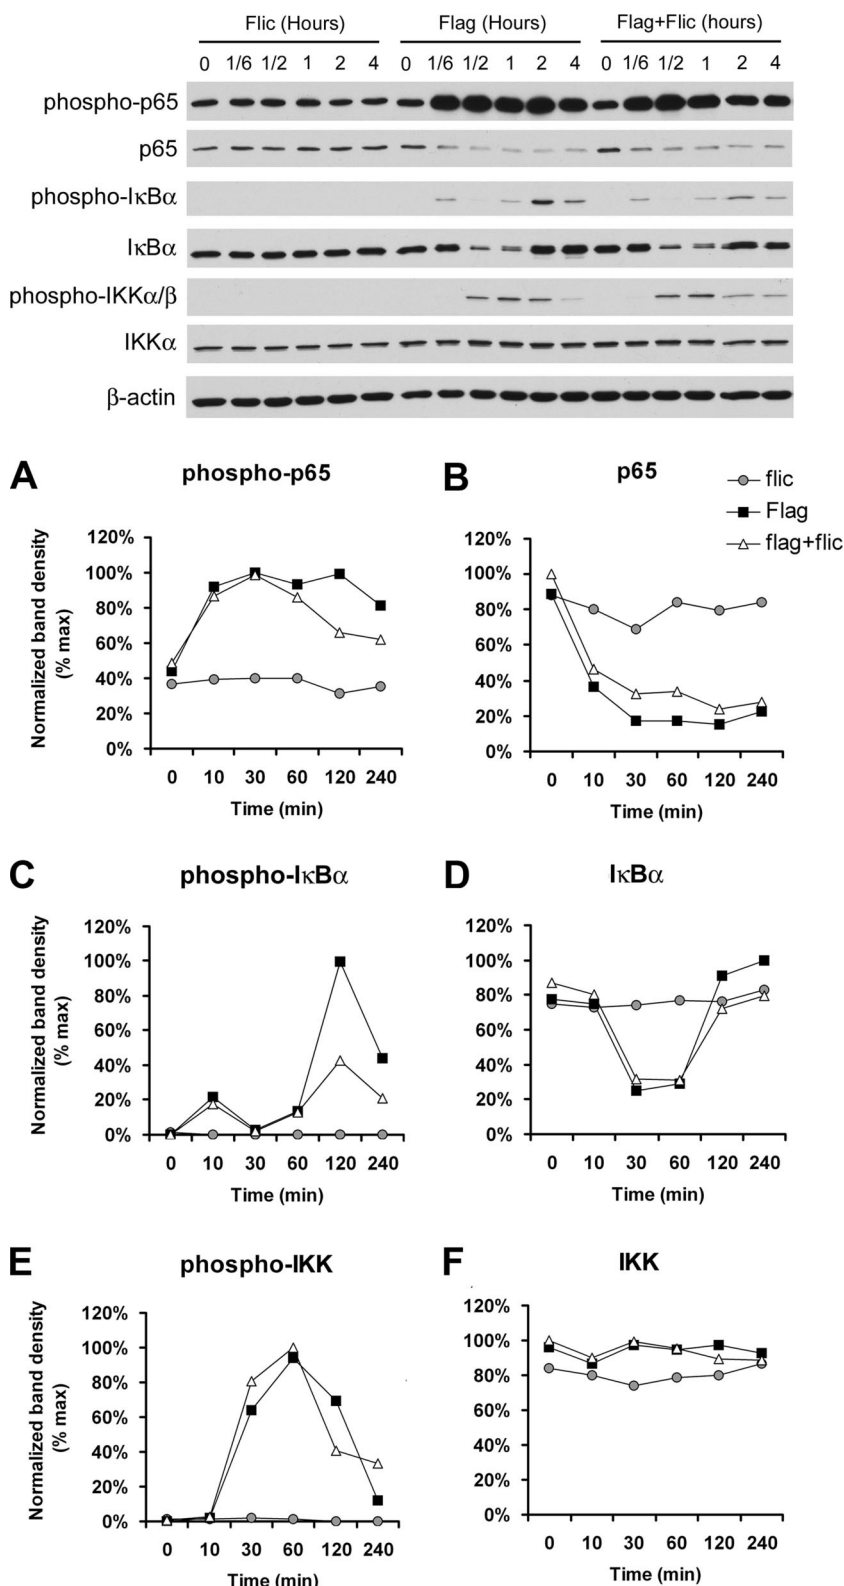 Flic (Hours) Flag (Hours) Flag+Flic (hours)
0 1/6 1/2 1 2 4 0 1/6 1/2 1 2 4 0 1/6 1/2 1 2 4
phospho-p65
p65
phospho-IκBα
IκBα
phospho-IKKα/β
IKKα
β-actin
A phospho-p65
120%
100%
80%
60%
40%
20%
0%
Normalized band density
(% max)
0 10 30 60 120 240
Time (min)
B p65
flic
Flag
flag+flic
120%
100%
80%
60%
40%
20%
0%
0 10 30 60 120 240
Time (min)
C phospho-IκBα
120%
100%
80%
60%
40%
20%
0%
Normalized band density
(% max)
0 10 30 60 120 240
Time (min)
D IκBα
120%
100%
80%
60%
40%
20%
0%
0 10 30 60 120 240
Time (min)
E phospho-IKK
120%
100%
80%
60%
40%
20%
0%
Normalized band density
(% max)
0 10 30 60 120 240
Time (min)
F IKK
120%
100%
80%
60%
40%
20%
0%
0 10 30 60 120 240
Time (min)